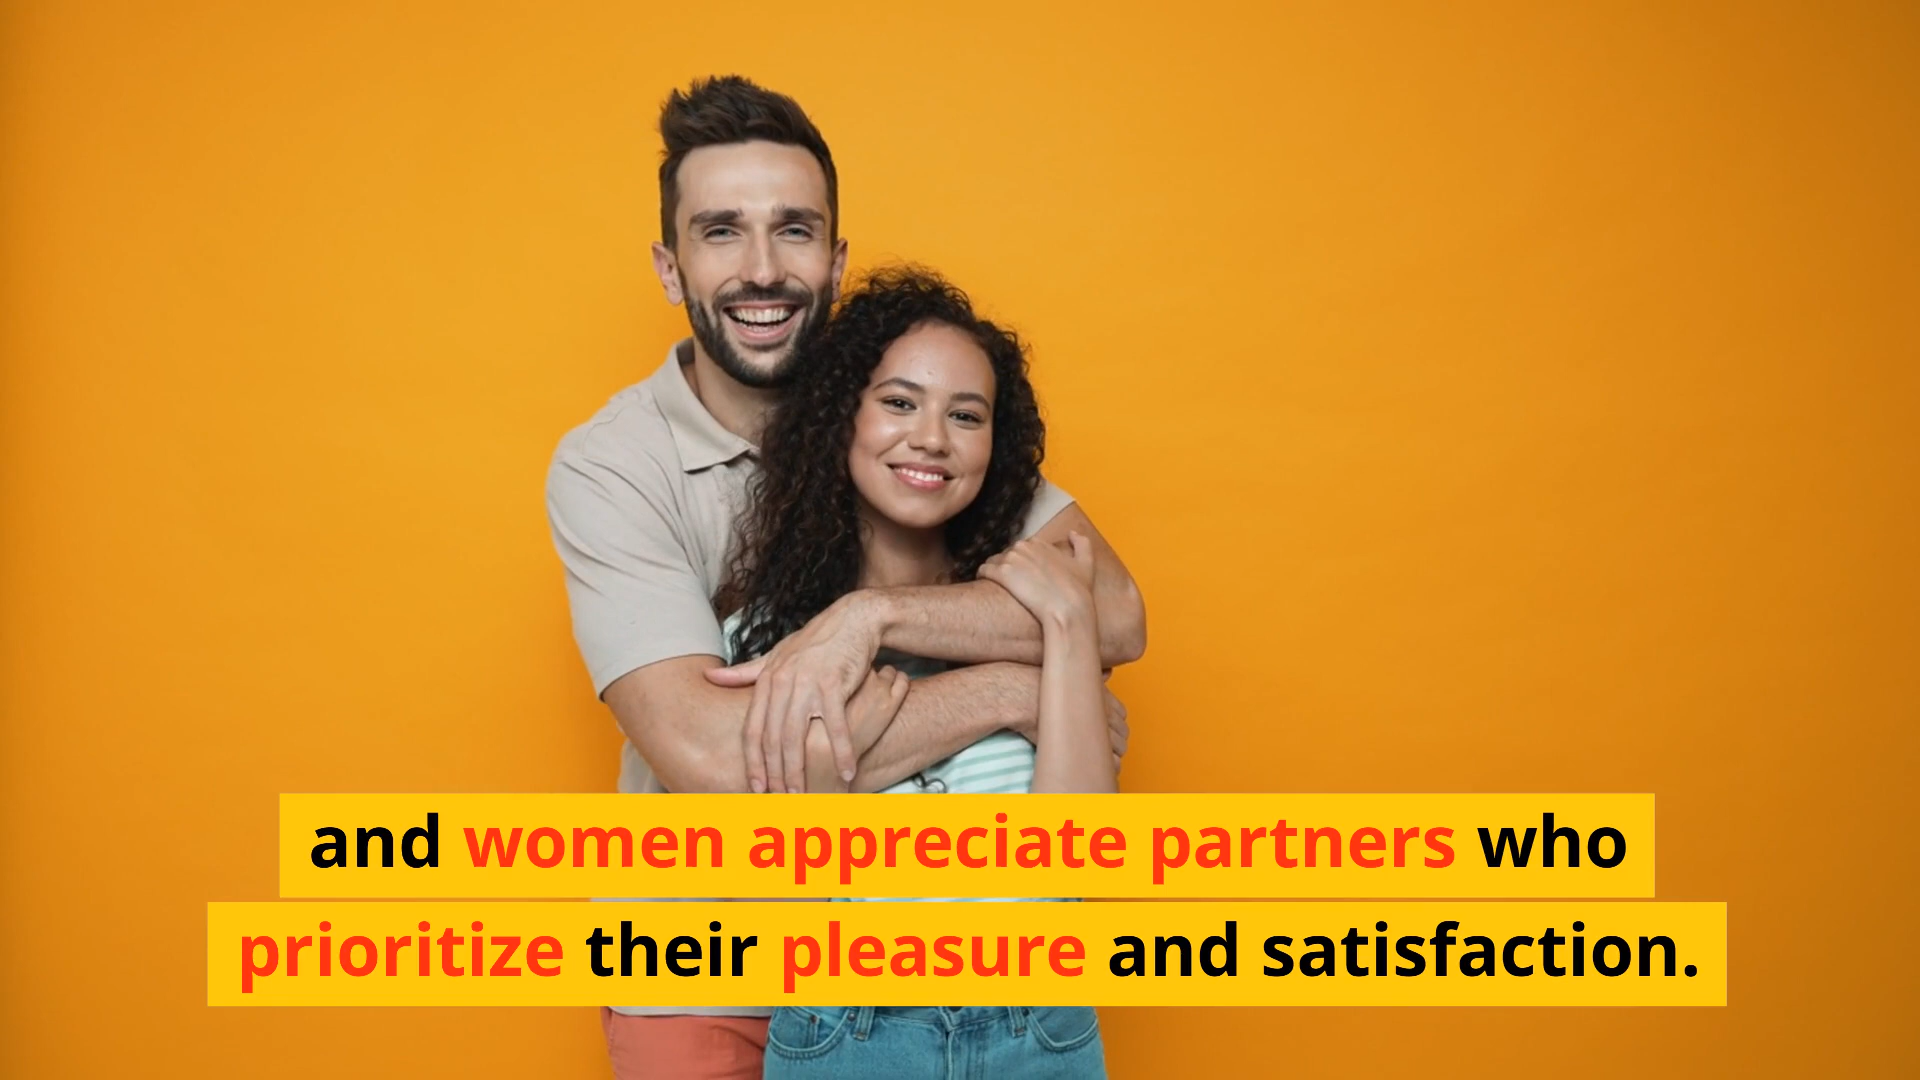 and women appreciate partners who
prioritize their pleasure and satisfaction.